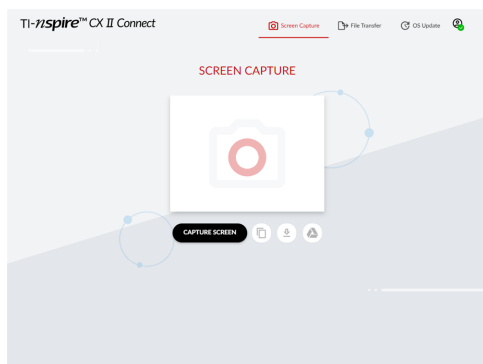 TI-nspire™ CX II Connect
Screen Capture
File Transfer
OS Update
SCREEN CAPTURE
CAPTURE SCREEN